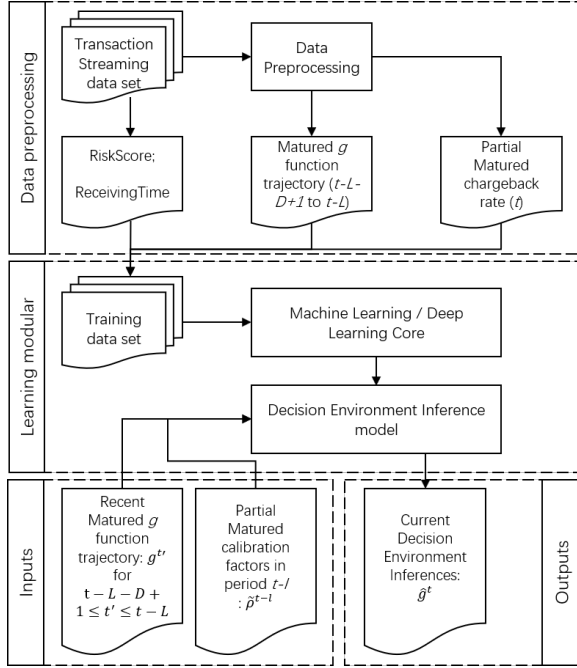 Data preprocessing
Transaction
Streaming
data set
Data
Preprocessing
RiskScore;
ReceivingTime
Matured g
function
trajectory (t-L-
D+1 to t-L)
Partial
Matured
chargeback
rate (t)
Learning modular
Training
data set
Machine Learning / Deep
Learning Core
Decision Environment Inference
model
Inputs
Recent
Matured g
function
trajectory: g^{t′}
for
t − L − D +
1 ≤ t′ ≤ t − L
Partial
Matured
calibration
factors in
period t-l
: ρ̃^{t−l}
Current
Decision
Environment
Inferences:
ĝ^t
Outputs